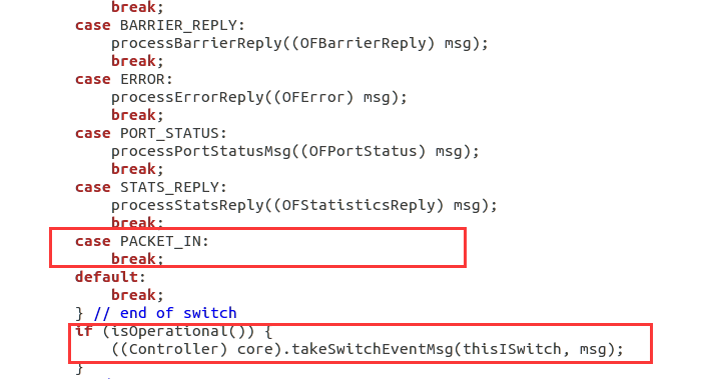 break;
case BARRIER_REPLY:
processBarrierReply((OFBarrierReply) msg);
break;
case ERROR:
processErrorReply((OFError) msg);
break;
case PORT_STATUS:
processPortStatusMsg((OFPortStatus) msg);
break;
case STATS_REPLY:
processStatsReply((OFStatisticsReply) msg);
break;
case PACKET_IN:
break;
default:
break;
} // end of switch
if (isOperational()) {
((Controller) core).takeSwitchEventMsg(thisISwitch, msg);
}